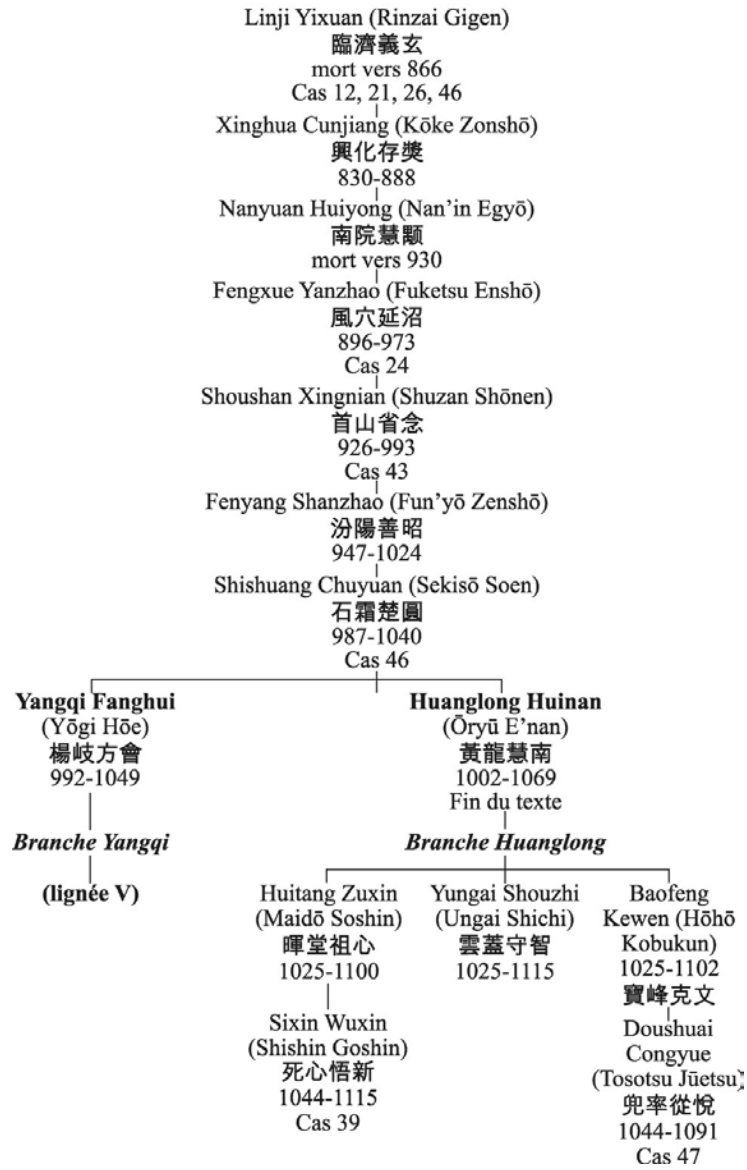 Linji Yixuan (Rinzai Gigen)
臨濟義玄
mort vers 866
Cas 12, 21, 26, 46
Xinghua Cunjiang (Kōke Zonshō)
興化存獎
830-888
Nanyuan Huiyong (Nan’in Egyō)
南院慧顒
mort vers 930
Fengxue Yanzhao (Fuketsu Enshō)
風穴延沼
896-973
Cas 24
Shoushan Xingnian (Shuzan Shōnen)
首山省念
926-993
Cas 43
Fenyang Shanzhao (Fun’yō Zenshō)
汾陽善昭
947-1024
Shishuang Chuyuan (Sekisō Soen)
石霜楚圓
987-1040
Cas 46
Yangqi Fanghui
(Yōgi Hōe)
楊岐方會
992-1049
Branche Yangqi
(lignée V)
Huanglong Huinan
(Ōryū E’nan)
黃龍慧南
1002-1069
Fin du texte
Branche Huanglong
Huitang Zuxin
(Maidō Soshin)
暉堂祖心
1025-1100
Sixin Wuxin
(Shishin Goshin)
死心悟新
1044-1115
Cas 39
Yungai Shouzhi
(Ungai Shichi)
雲蓋守智
1025-1115
Baofeng
Kewen (Hōhō
Kobukun)
1025-1102
寶峰克文
Doushuai
Congyue
(Tosotsu Jūetsu)
兜率從悅
1044-1091
Cas 47